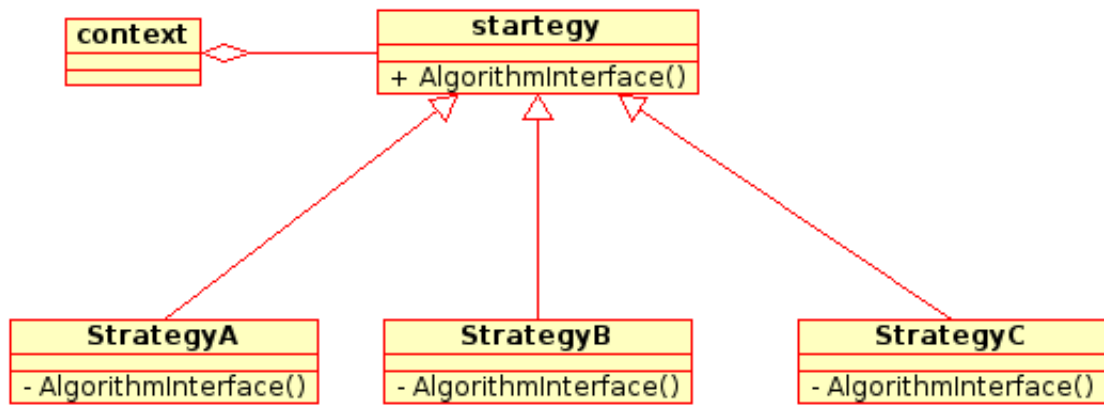 context
startegy
+ AlgorithmInterface()
StrategyA
- AlgorithmInterface()
StrategyB
- AlgorithmInterface()
StrategyC
- AlgorithmInterface()